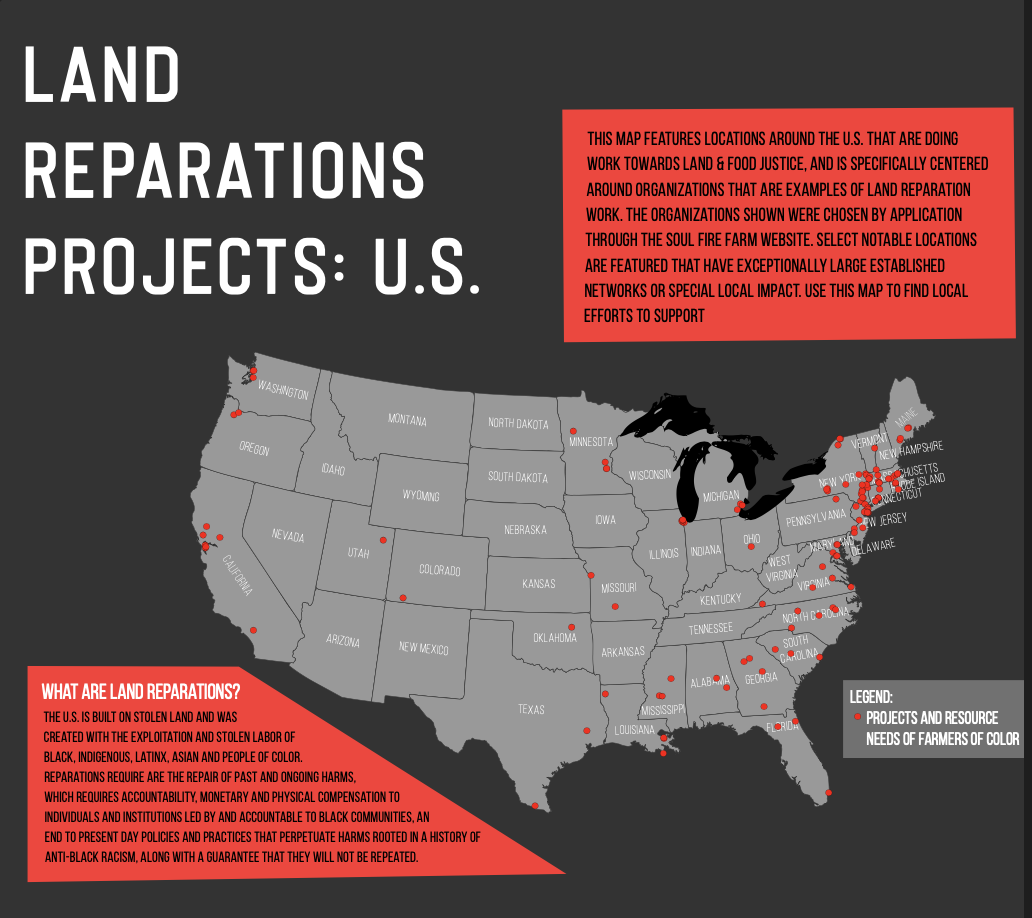 LAND
REPARATIONS
PROJECTS: U.S.
THIS MAP FEATURES LOCATIONS AROUND THE U.S. THAT ARE DOING
WORK TOWARDS LAND & FOOD JUSTICE, AND IS SPECIFICALLY CENTERED
AROUND ORGANIZATIONS THAT ARE EXAMPLES OF LAND REPARATION
WORK. THE ORGANIZATIONS SHOWN WERE CHOSEN BY APPLICATION
THROUGH THE SOUL FIRE FARM WEBSITE. SELECT NOTABLE LOCATIONS
ARE FEATURED THAT HAVE EXCEPTIONALLY LARGE ESTABLISHED
NETWORKS OR SPECIAL LOCAL IMPACT. USE THIS MAP TO FIND LOCAL
EFFORTS TO SUPPORT
WASHINGTON
MONTANA
NORTH DAKOTA
MINNESOTA
MAINE
VERMONT
NEW HAMPSHIRE
OREGON
IDAHO
SOUTH DAKOTA
WISCONSIN
NEW YORK
WYOMING
MICHIGAN
IOWA
PENNSYLVANIA
NEVADA
NEBRASKA
OHIO
DELAWARE
MARYLAND
UTAH
COLORADO
ILLINOIS
INDIANA
WEST
VIRGINIA
CALIFORNIA
KANSAS
MISSOURI
VIRGINIA
KENTUCKY
NORTH CAROLINA
TENNESSEE
ARIZONA
NEW MEXICO
OKLAHOMA
ARKANSAS
SOUTH
CAROLINA
ALABAMA
GEORGIA
TEXAS
MISSISSIPPI
LOUISIANA
FLORIDA
WHAT ARE LAND REPARATIONS?
THE U.S. IS BUILT ON STOLEN LAND AND WAS
CREATED WITH THE EXPLOITATION AND STOLEN LABOR OF
BLACK, INDIGENOUS, LATINX, ASIAN AND PEOPLE OF COLOR.
REPARATIONS REQUIRE ARE THE REPAIR OF PAST AND ONGOING HARMS,
WHICH REQUIRES ACCOUNTABILITY, MONETARY AND PHYSICAL COMPENSATION TO
INDIVIDUALS AND INSTITUTIONS LED BY AND ACCOUNTABLE TO BLACK COMMUNITIES, AN
END TO PRESENT DAY POLICIES AND PRACTICES THAT PERPETUATE HARMS ROOTED IN A HISTORY OF
ANTI-BLACK RACISM, ALONG WITH A GUARANTEE THAT THEY WILL NOT BE REPEATED.
LEGEND:
PROJECTS AND RESOURCE
NEEDS OF FARMERS OF COLOR